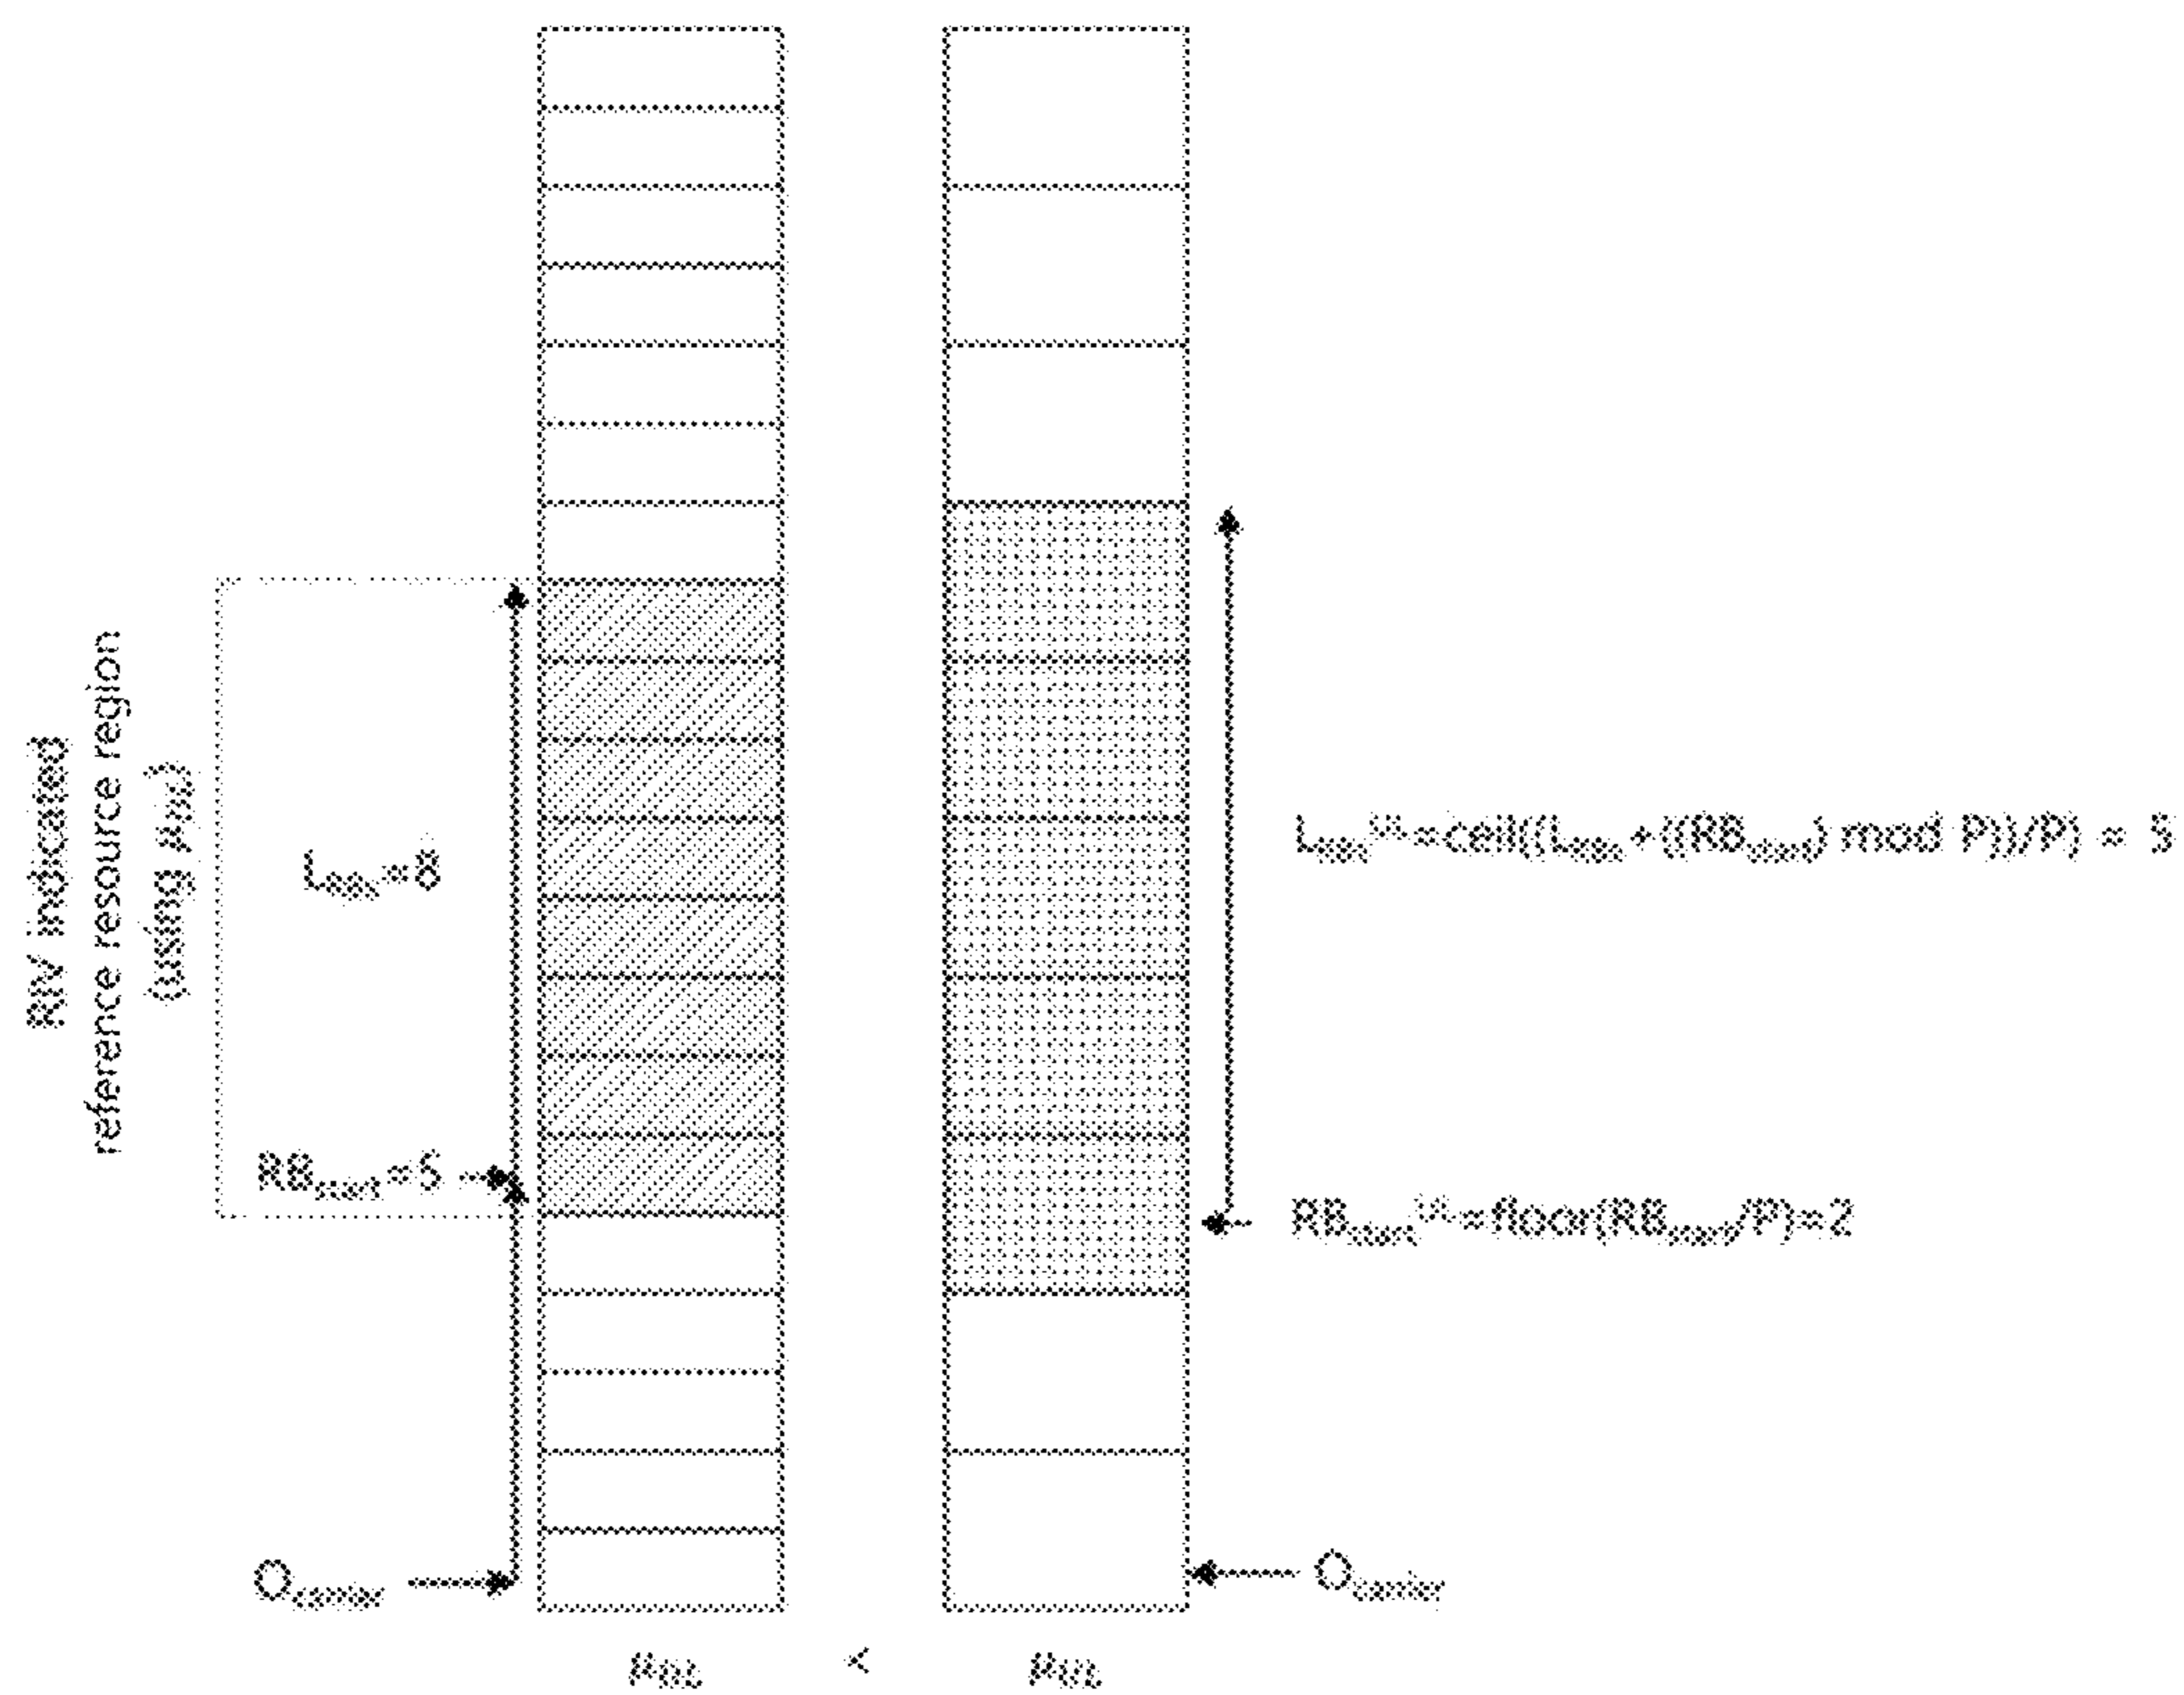 RIV indicated
reference resource region
(using
L_RBs=8
RB_start=5
L_RBs =ceil((L_RBs+((RB_start) mod P))/P) = 5
RB_start =floor(RB_start/P)=2
O_carrier
O_carrier
<